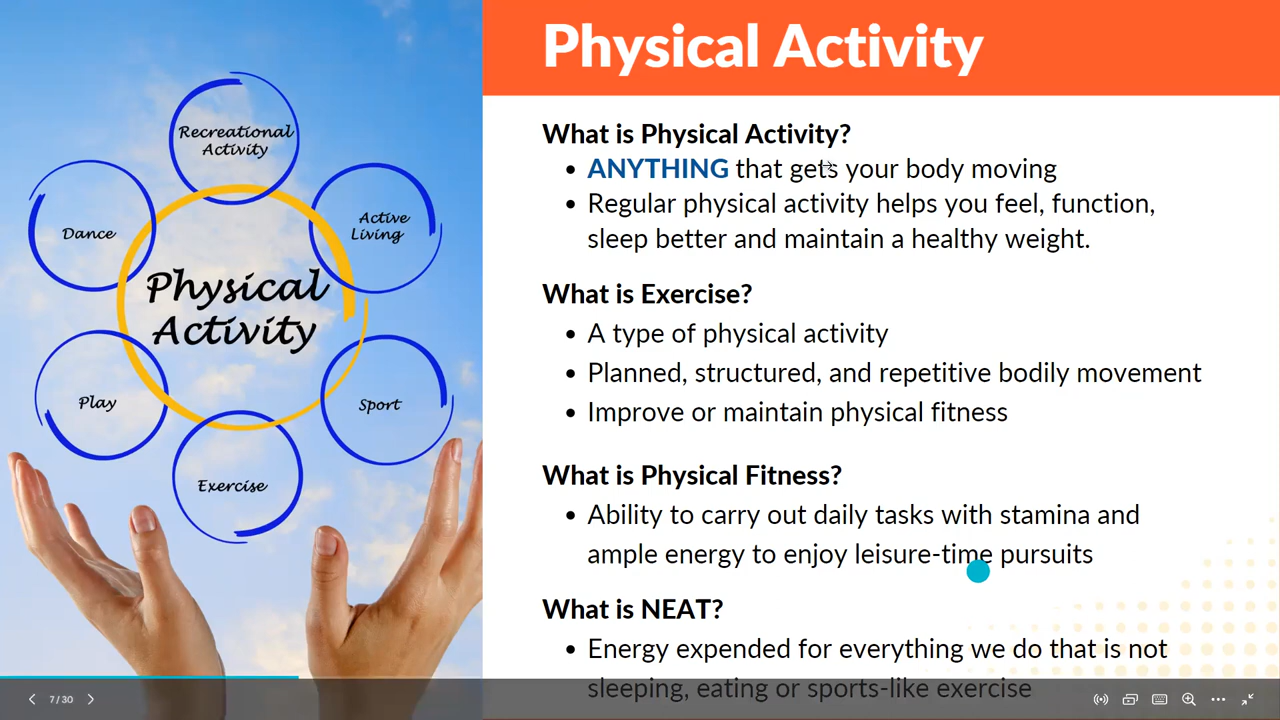 Physical Activity
Recreational
Activity
Active
Living
Dance
Physical
Activity
Play
Sport
Exercise
What is Physical Activity?
• ANYTHING that gets your body moving
• Regular physical activity helps you feel, function,
sleep better and maintain a healthy weight.
What is Exercise?
• A type of physical activity
• Planned, structured, and repetitive bodily movement
• Improve or maintain physical fitness
What is Physical Fitness?
• Ability to carry out daily tasks with stamina and
ample energy to enjoy leisure-time pursuits
What is NEAT?
• Energy expended for everything we do that is not
sleeping, eating or sports-like exercise
7/30